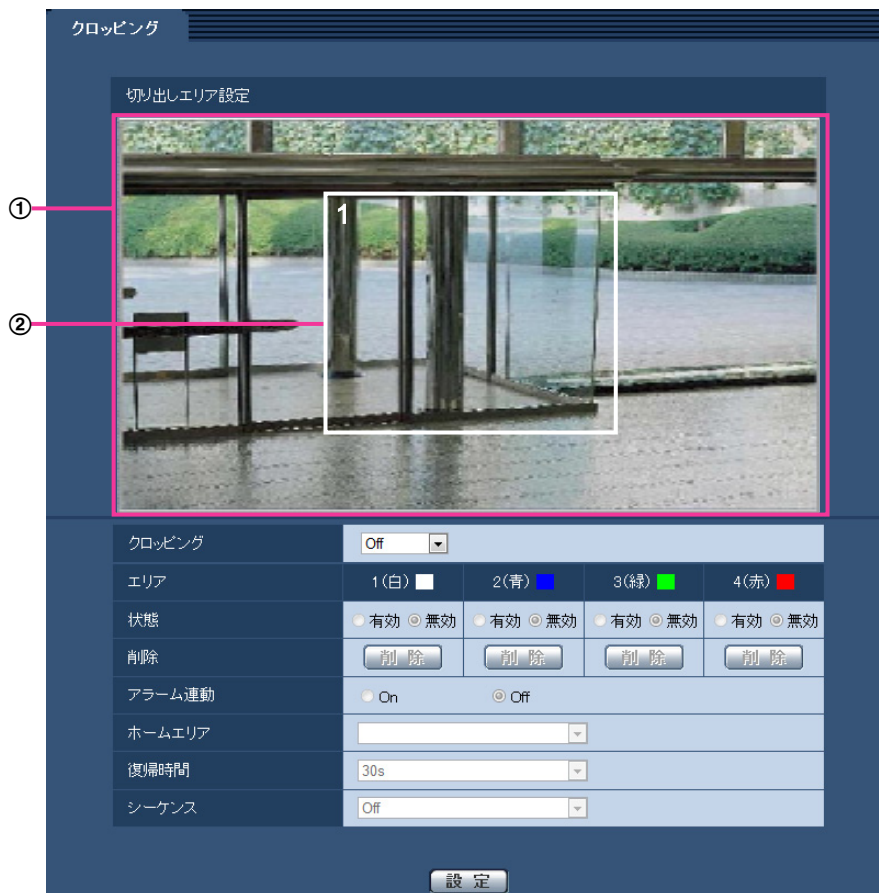 クロッピング
切り出しエリア設定
①
1
②
クロッピング Off
エリア 1(白) 2(青) 3(緑) 4(赤)
状態 有効 無効 有効 無効 有効 無効 有効 無効
削除 削除 削除 削除 削除
アラーム連動 On Off
ホームエリア
復帰時間 30s
シーケンス Off
設定